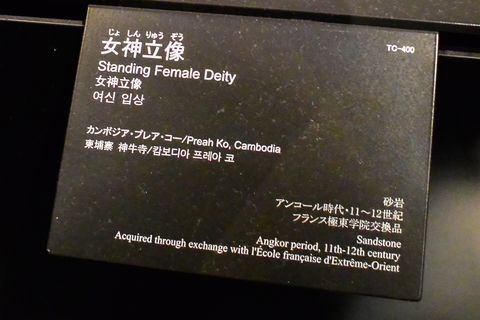 じょ しん りゅう ぞう
女神立像
TC-400
Standing Female Deity
女神立像
여신 입상
カンボジア・プレア・コー/Preah Ko, Cambodia
柬埔寨 神牛寺/캄보디아 프레아 코
砂岩
アンコール時代・11〜12世紀
フランス極東学院交換品
Sandstone
Angkor period, 11th-12th century
Acquired through exchange with l'École française d'Extrême-Orient